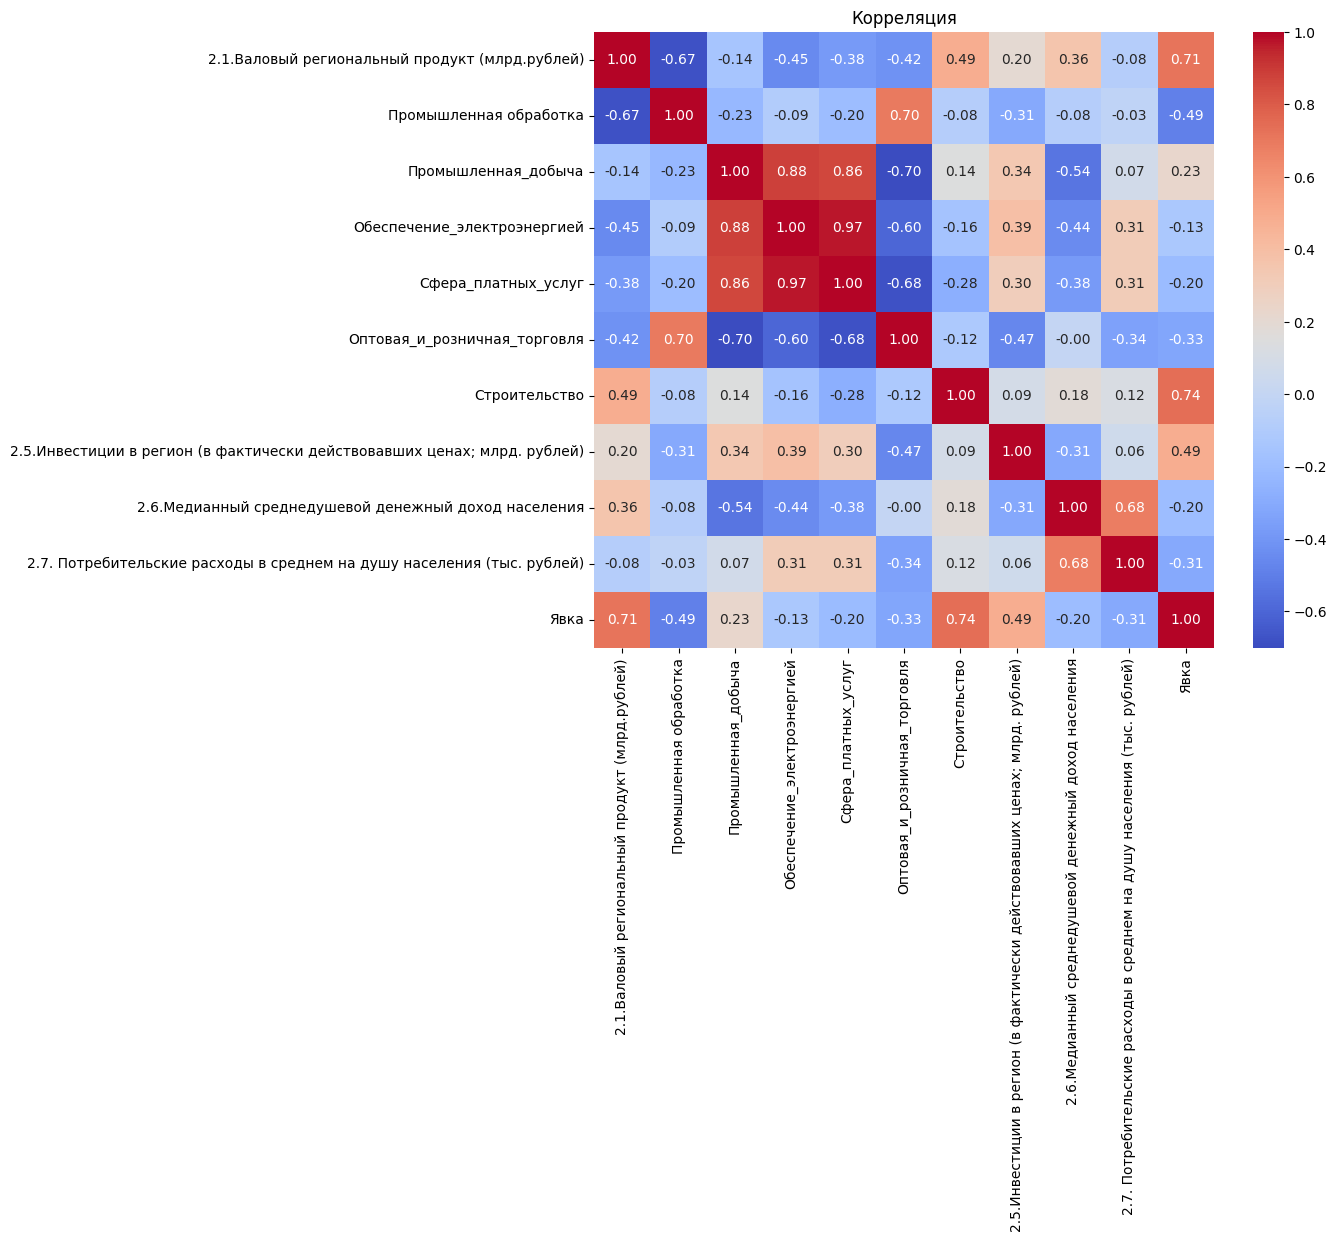 Корреляция
2.1.Валовый региональный продукт (млрд.рублей) 1.00 -0.67 -0.14 -0.45 -0.38 -0.42 0.49 0.20 0.36 -0.08 0.71
Промышленная обработка -0.67 1.00 -0.23 -0.09 -0.20 0.70 -0.08 -0.31 -0.08 -0.03 -0.49
Промышленная_добыча -0.14 -0.23 1.00 0.88 0.86 -0.70 0.14 0.34 -0.54 0.07 0.23
Обеспечение_электроэнергией -0.45 -0.09 0.88 1.00 0.97 -0.60 -0.16 0.39 -0.44 0.31 -0.13
Сфера_платных_услуг -0.38 -0.20 0.86 0.97 1.00 -0.68 -0.28 0.30 -0.38 0.31 -0.20
Оптовая_и_розничная_торговля -0.42 0.70 -0.70 -0.60 -0.68 1.00 -0.12 -0.47 -0.00 -0.34 -0.33
Строительство 0.49 -0.08 0.14 -0.16 -0.28 -0.12 1.00 0.09 0.18 0.12 0.74
2.5.Инвестиции в регион (в фактически действовавших ценах; млрд. рублей) 0.20 -0.31 0.34 0.39 0.30 -0.47 0.09 1.00 -0.31 0.06 0.49
2.6.Медианный среднедушевой денежный доход населения 0.36 -0.08 -0.54 -0.44 -0.38 -0.00 0.18 -0.31 1.00 0.68 -0.20
2.7. Потребительские расходы в среднем на душу населения (тыс. рублей) -0.08 -0.03 0.07 0.31 0.31 -0.34 0.12 0.06 0.68 1.00 -0.31
Явка 0.71 -0.49 0.23 -0.13 -0.20 -0.33 0.74 0.49 -0.20 -0.31 1.00
2.1.Валовый региональный продукт (млрд.рублей)
Промышленная обработка
Промышленная_добыча
Обеспечение_электроэнергией
Сфера_платных_услуг
Оптовая_и_розничная_торговля
Строительство
2.5.Инвестиции в регион (в фактически действовавших ценах; млрд. рублей)
2.6.Медианный среднедушевой денежный доход населения
2.7. Потребительские расходы в среднем на душу населения (тыс. рублей)
Явка
1.0
0.8
0.6
0.4
0.2
0.0
−0.2
−0.4
−0.6